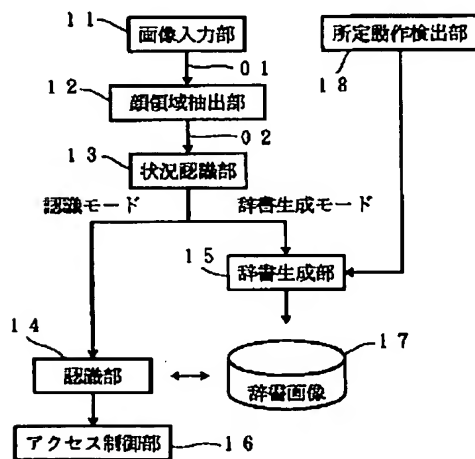 11
画像入力部
所定動作検出部
18
01
12
顔領域抽出部
02
13
状況認識部
認識モード
辞書生成モード
15
辞書生成部
14
認識部
17
辞書画像
アクセス制御部
16